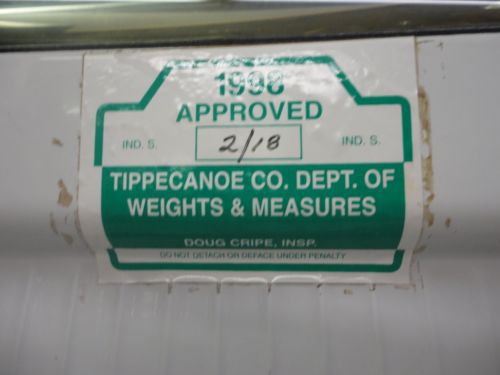 1998
APPROVED
IND. S. 2/18 IND. S.
TIPPECANOE CO. DEPT. OF
WEIGHTS & MEASURES
DOUG CRIPE, INSP.
DO NOT DETACH OR DEFACE UNDER PENALTY